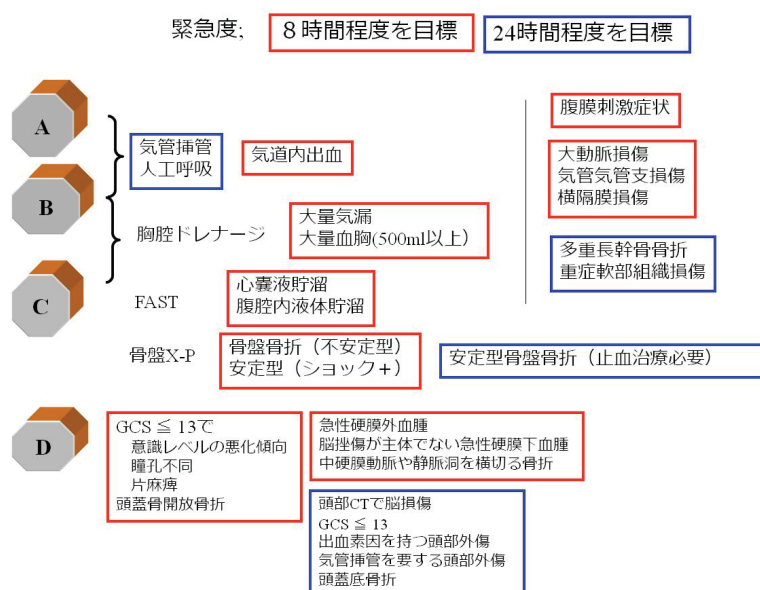 緊急度; 8時間程度を目標 24時間程度を目標
A
気管挿管
人工呼吸
気道内出血
B
胸腔ドレナージ
大量気漏
大量血胸(500ml以上)
C
FAST
心嚢液貯溜
腹腔内液体貯溜
骨盤X-P
骨盤骨折（不安定型）
安定型（ショック＋）
安定型骨盤骨折（止血治療必要）
腹膜刺激症状
大動脈損傷
気管気管支損傷
横隔膜損傷
多重長幹骨骨折
重症軟部組織損傷
D
GCS ≦ 13で
意識レベルの悪化傾向
瞳孔不同
片麻痺
頭蓋骨開放骨折
急性硬膜外血腫
脳挫傷が主体でない急性硬膜下血腫
中硬膜動脈や静脈洞を横切る骨折
頭部CTで脳損傷
GCS ≦ 13
出血素因を持つ頭部外傷
気管挿管を要する頭部外傷
頭蓋底骨折